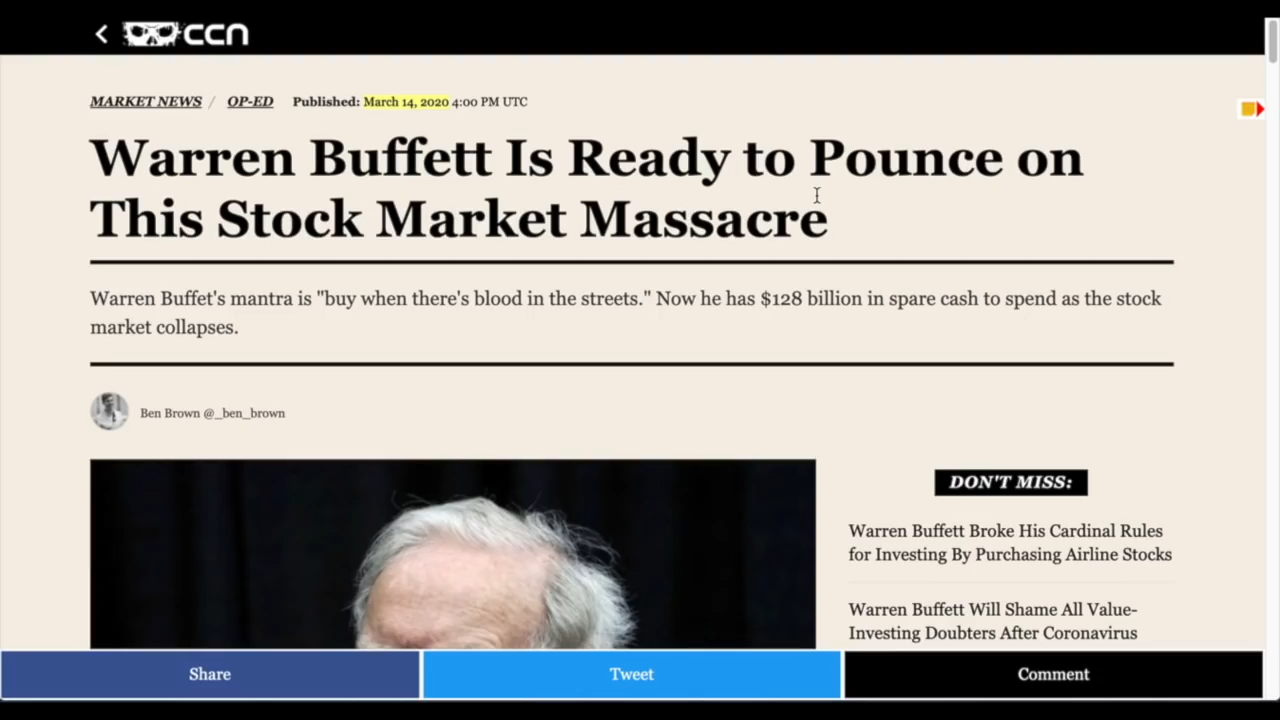 ccn
MARKET NEWS / OP-ED Published: March 14, 2020 4:00 PM UTC
Warren Buffett Is Ready to Pounce on
This Stock Market Massacre
Warren Buffet's mantra is "buy when there's blood in the streets." Now he has $128 billion in spare cash to spend as the stock
market collapses.
Ben Brown @_ben_brown
DON'T MISS:
Warren Buffett Broke His Cardinal Rules
for Investing By Purchasing Airline Stocks
Warren Buffett Will Shame All Value-
Investing Doubters After Coronavirus
Share Tweet Comment